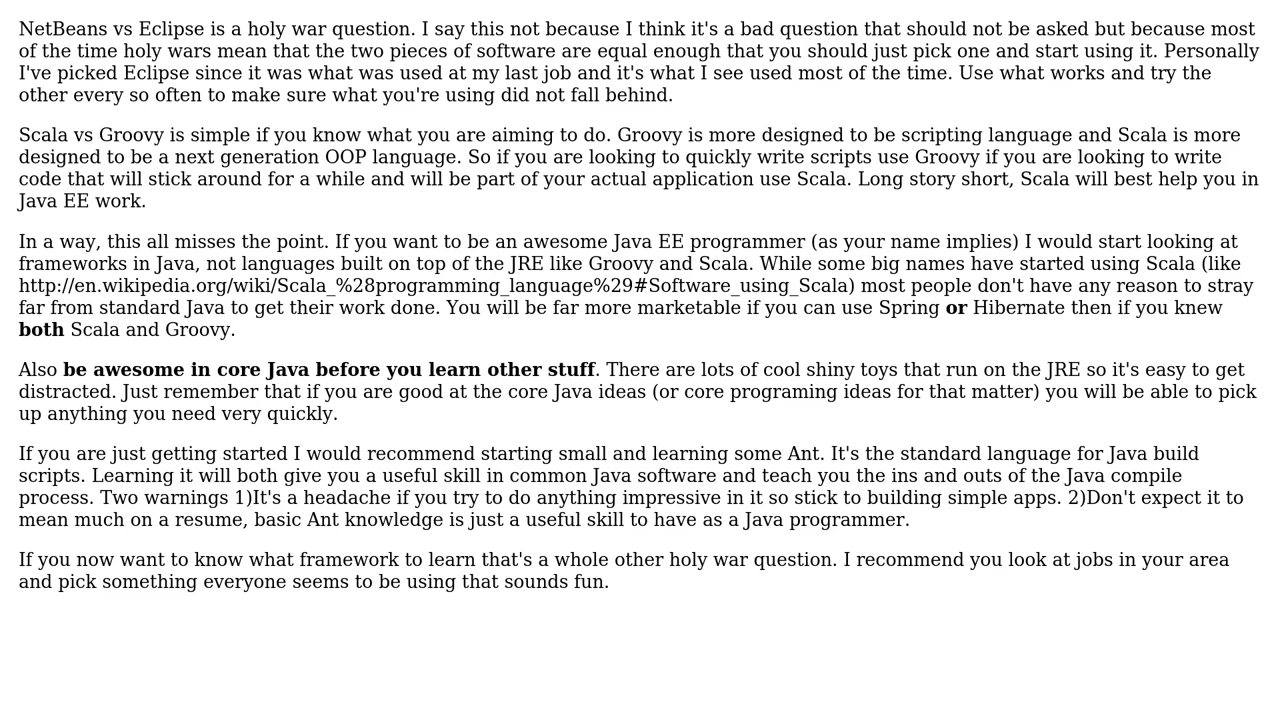 NetBeans vs Eclipse is a holy war question. I say this not because I think it's a bad question that should not be asked but because most
of the time holy wars mean that the two pieces of software are equal enough that you should just pick one and start using it. Personally
I've picked Eclipse since it was what was used at my last job and it's what I see used most of the time. Use what works and try the
other every so often to make sure what you're using did not fall behind.
Scala vs Groovy is simple if you know what you are aiming to do. Groovy is more designed to be scripting language and Scala is more
designed to be a next generation OOP language. So if you are looking to quickly write scripts use Groovy if you are looking to write
code that will stick around for a while and will be part of your actual application use Scala. Long story short, Scala will best help you in
Java EE work.
In a way, this all misses the point. If you want to be an awesome Java EE programmer (as your name implies) I would start looking at
frameworks in Java, not languages built on top of the JRE like Groovy and Scala. While some big names have started using Scala (like
http://en.wikipedia.org/wiki/Scala_%28programming_language%29#Software_using_Scala) most people don't have any reason to stray
far from standard Java to get their work done. You will be far more marketable if you can use Spring or Hibernate then if you knew
both Scala and Groovy.
Also be awesome in core Java before you learn other stuff. There are lots of cool shiny toys that run on the JRE so it's easy to get
distracted. Just remember that if you are good at the core Java ideas (or core programing ideas for that matter) you will be able to pick
up anything you need very quickly.
If you are just getting started I would recommend starting small and learning some Ant. It's the standard language for Java build
scripts. Learning it will both give you a useful skill in common Java software and teach you the ins and outs of the Java compile
process. Two warnings 1)It's a headache if you try to do anything impressive in it so stick to building simple apps. 2)Don't expect it to
mean much on a resume, basic Ant knowledge is just a useful skill to have as a Java programmer.
If you now want to know what framework to learn that's a whole other holy war question. I recommend you look at jobs in your area
and pick something everyone seems to be using that sounds fun.